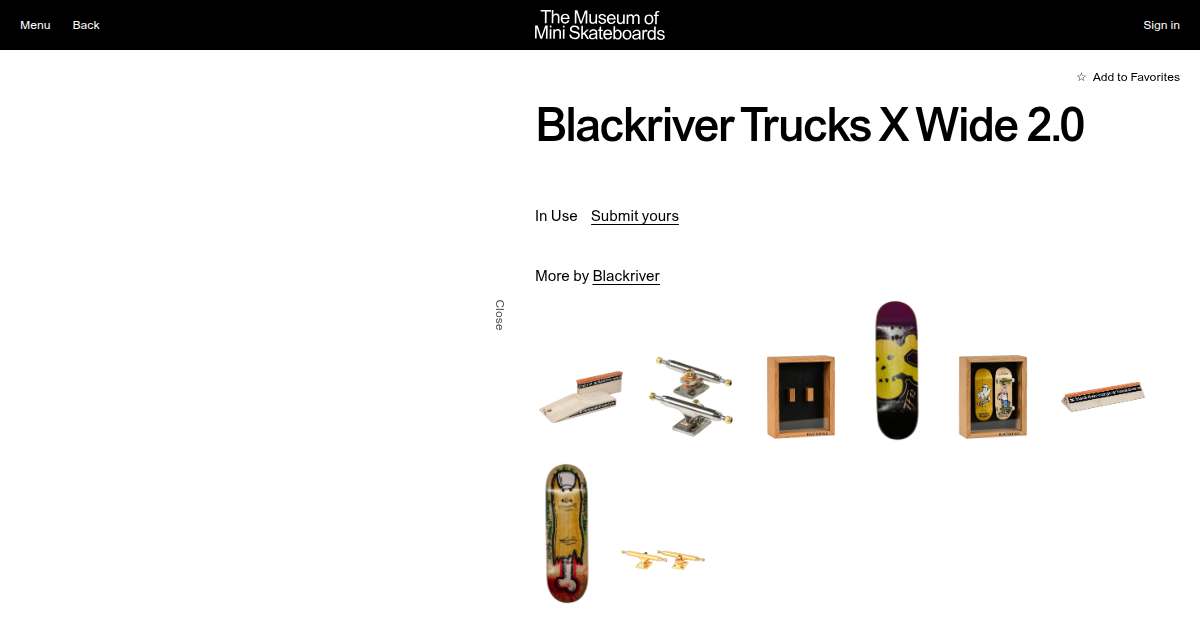 Menu
Back
The Museum of
Mini Skateboards
Sign in
☆ Add to Favorites
Blackriver Trucks X Wide 2.0
In Use Submit yours
More by Blackriver
Close